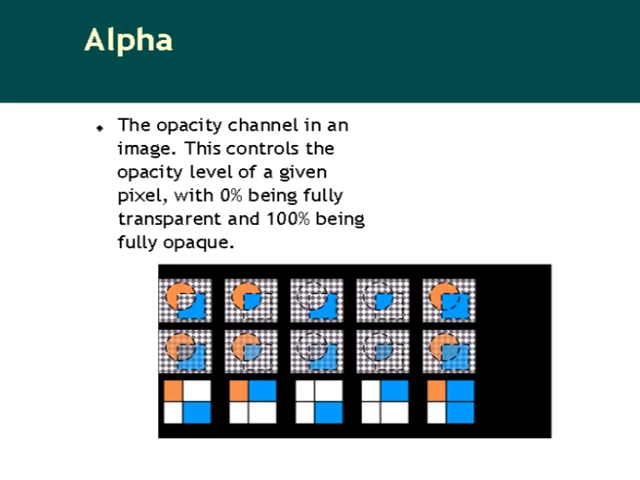 Alpha
The opacity channel in an
image. This controls the
opacity level of a given
pixel, with 0% being fully
transparent and 100% being
fully opaque.